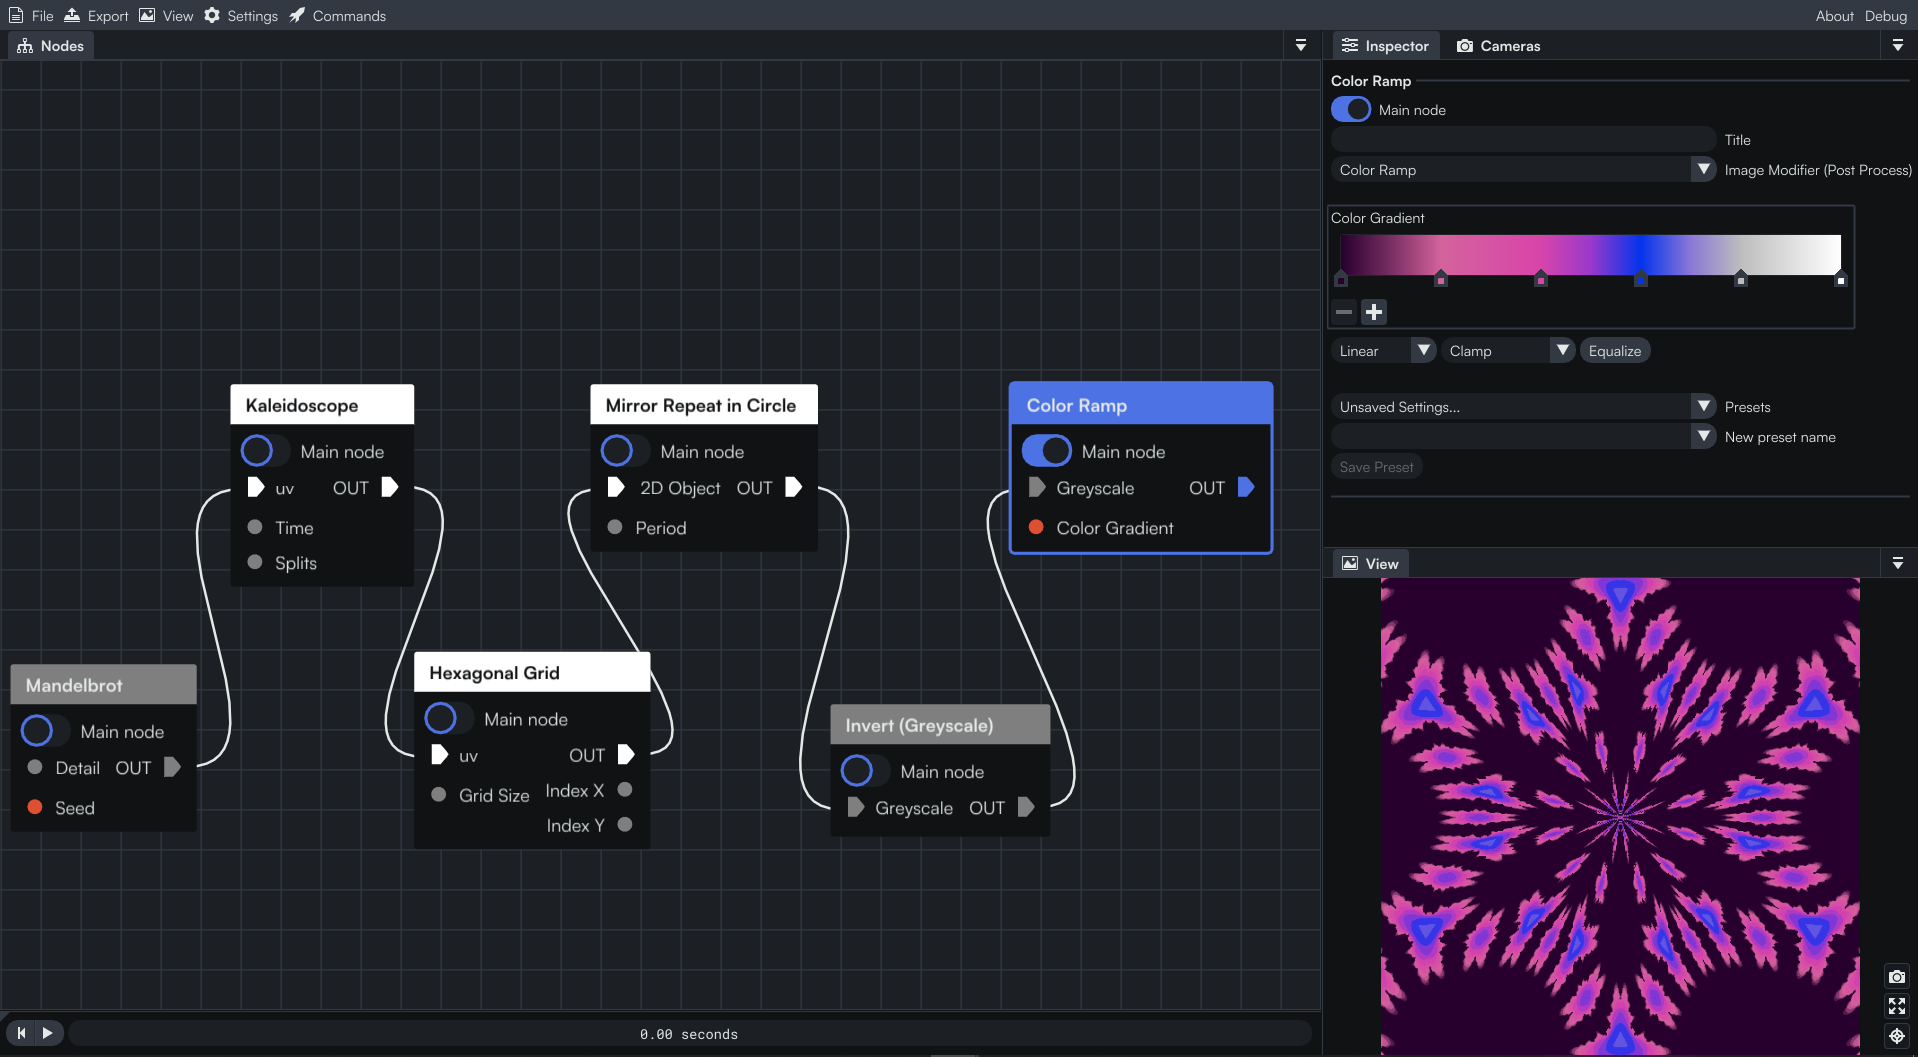 File Export View Settings Commands
About Debug
Nodes
Inspector Cameras
Color Ramp
Main node
Title
Color Ramp Image Modifier (Post Process)
Color Gradient
Linear Clamp Equalize
Unsaved Settings... Presets
New preset name
Save Preset
View
Kaleidoscope
Main node
uv OUT
Time
Splits
Mirror Repeat in Circle
Main node
2D Object OUT
Period
Color Ramp
Main node
Greyscale OUT
Color Gradient
Mandelbrot
Main node
Detail OUT
Seed
Hexagonal Grid
Main node
uv OUT
Grid Size Index X
Index Y
Invert (Greyscale)
Main node
Greyscale OUT
0.00 seconds